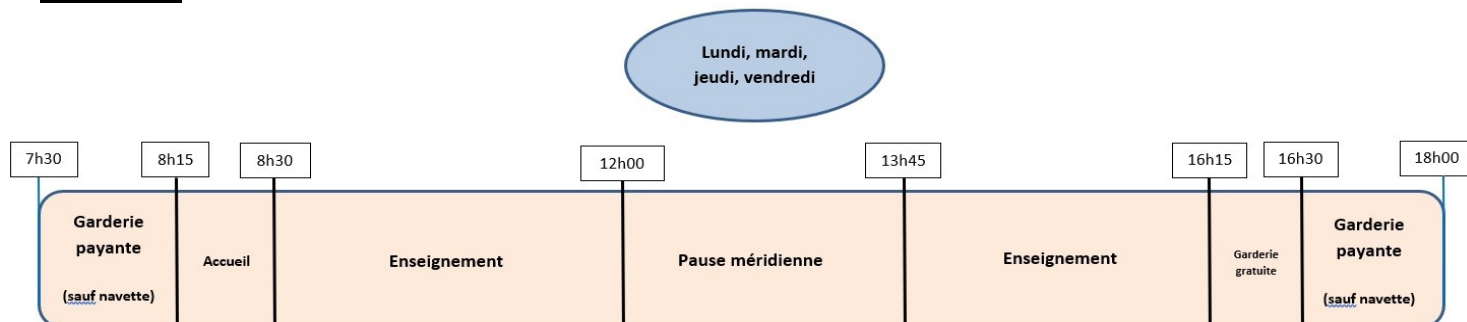 Lundi, mardi,
jeudi, vendredi
7h30
8h15
8h30
12h00
13h45
16h15
16h30
18h00
Garderie
payante
(sauf navette)
Accueil
Enseignement
Pause méridienne
Enseignement
Garderie
gratuite
Garderie
payante
(sauf navette)